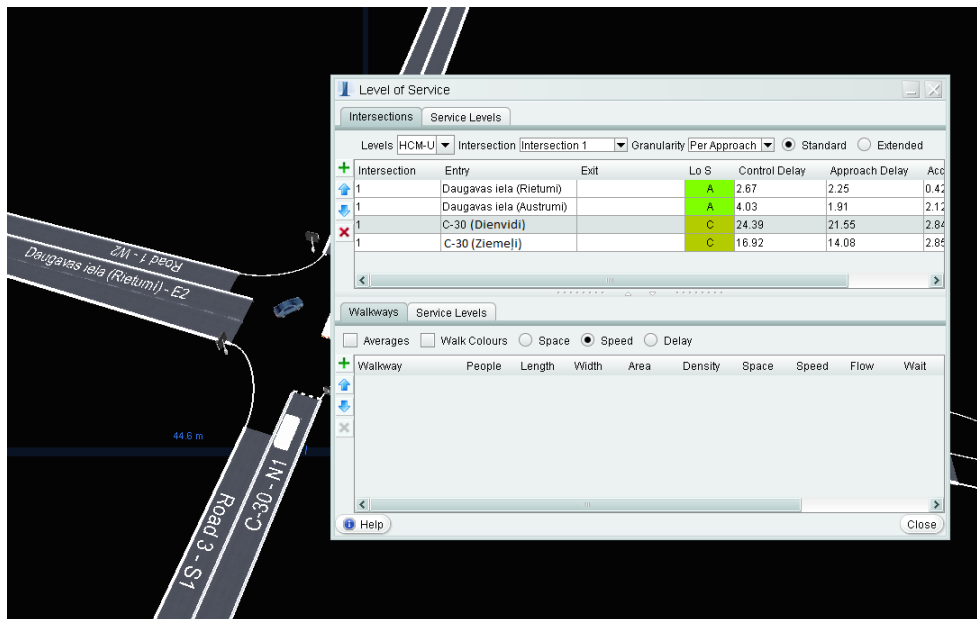 Level of Service
Intersections Service Levels
Levels HCM-U Intersection Intersection 1 Granularity Per Approach Standard Extended
Intersection Entry Exit Lo S Control Delay Approach Delay Acc
1 Daugavas iela (Rietumi) A 2.67 2.25 0.42
1 Daugavas iela (Austrumi) A 4.03 1.91 2.12
1 C-30 (Dienvidi) C 24.39 21.55 2.84
1 C-30 (Ziemeļi) C 16.92 14.08 2.85
Road 1 - W2
Daugavas iela (Rietumi) - E2
Walkways Service Levels
Averages Walk Colours Space Speed Delay
Walkway People Length Width Area Density Space Speed Flow Wait
44.6 m
C-30 - N1
Road 3 - S1
Help Close